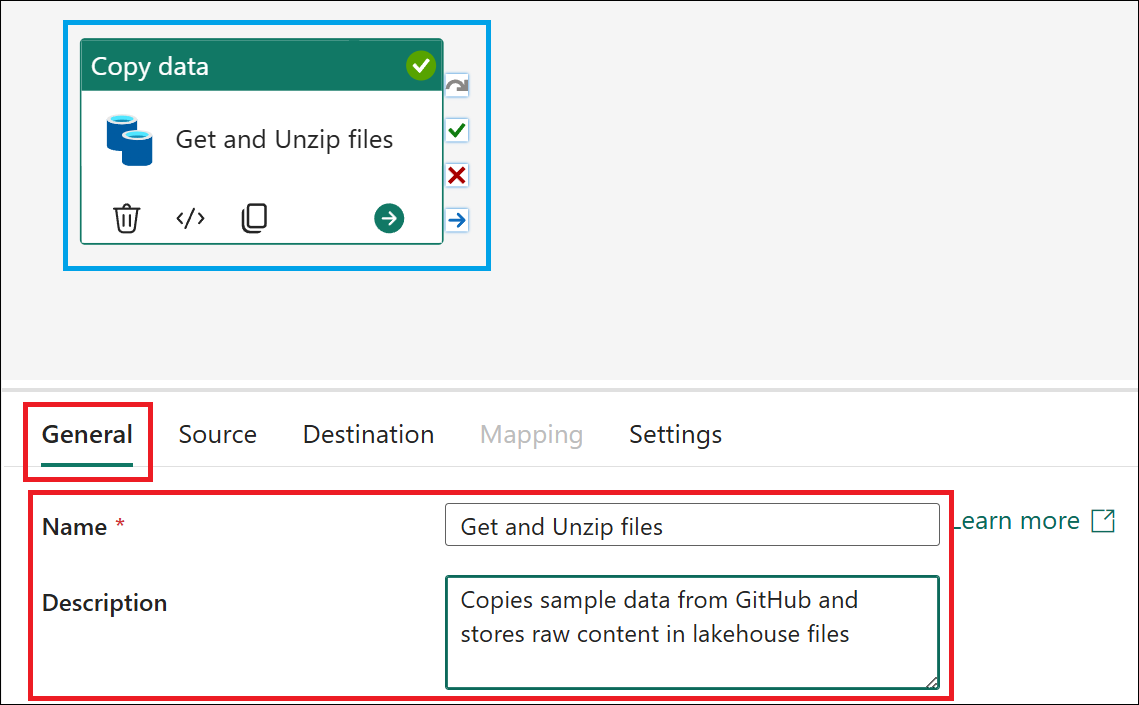 Copy data
Get and Unzip files
</>
General Source Destination Mapping Settings
Name * Get and Unzip files Learn more
Description Copies sample data from GitHub and
stores raw content in lakehouse files